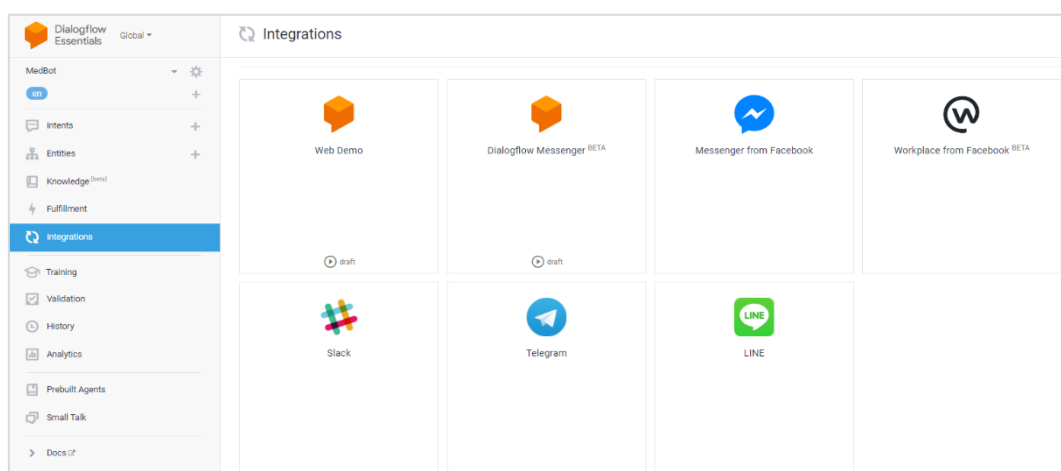 Dialogflow
Essentials
Global
Integrations
MedBot
en
Intents
Entities
Knowledge [beta]
Fulfillment
Integrations
Training
Validation
History
Analytics
Prebuilt Agents
Small Talk
Docs
Web Demo
Dialogflow Messenger BETA
Messenger from Facebook
Workplace from Facebook BETA
draft
draft
LINE
Slack
Telegram
LINE